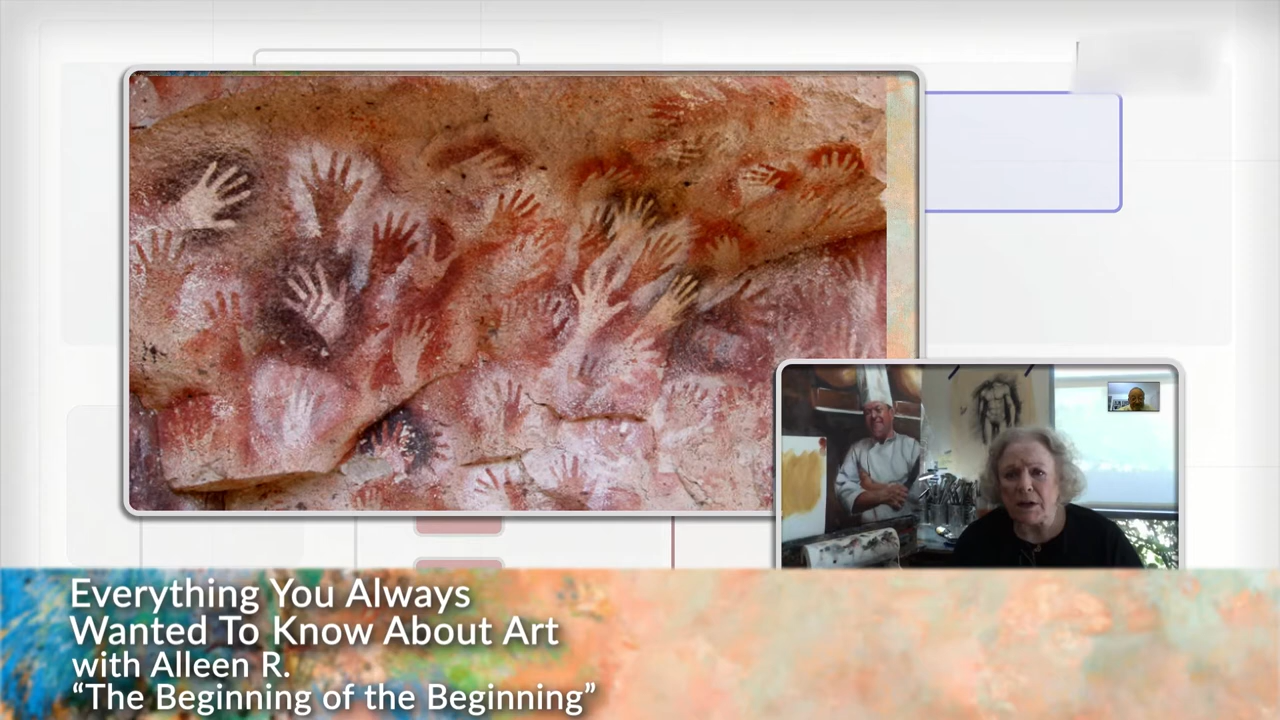 Everything You Always
Wanted To Know About Art
with Alleen R.
“The Beginning of the Beginning”